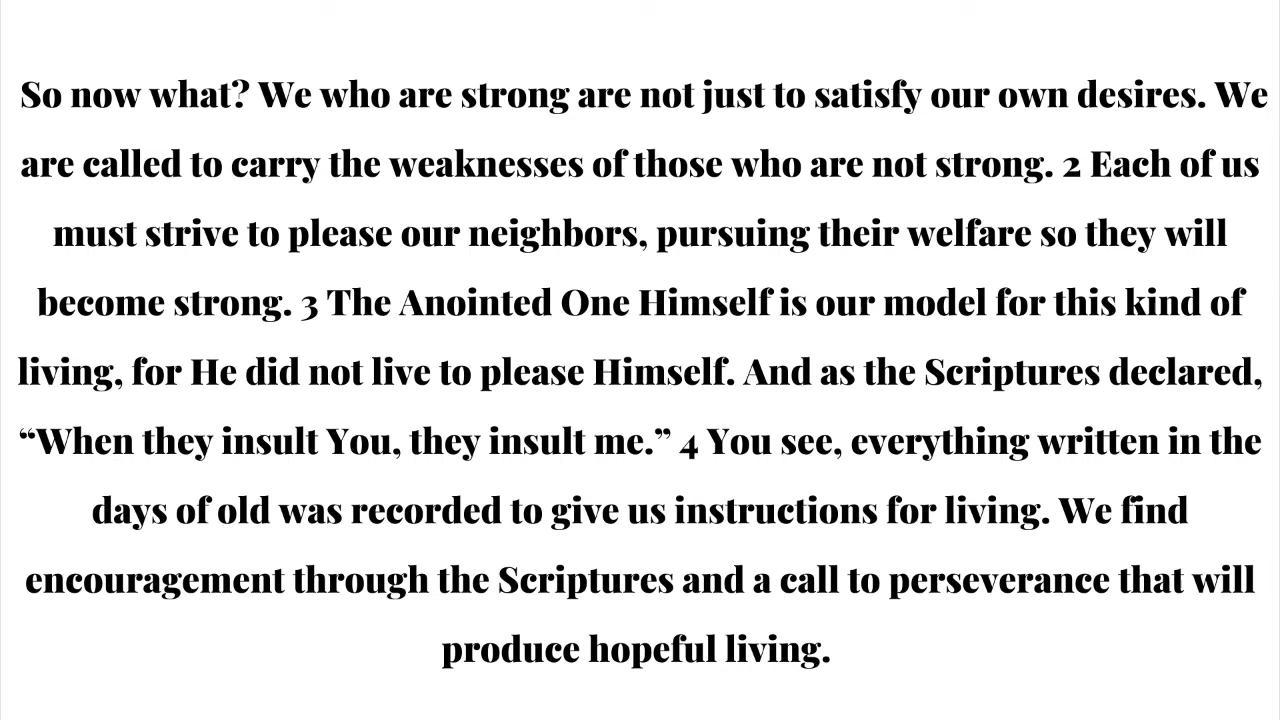 So now what? We who are strong are not just to satisfy our own desires. We
are called to carry the weaknesses of those who are not strong. 2 Each of us
must strive to please our neighbors, pursuing their welfare so they will
become strong. 3 The Anointed One Himself is our model for this kind of
living, for He did not live to please Himself. And as the Scriptures declared,
“When they insult You, they insult me.” 4 You see, everything written in the
days of old was recorded to give us instructions for living. We find
encouragement through the Scriptures and a call to perseverance that will
produce hopeful living.